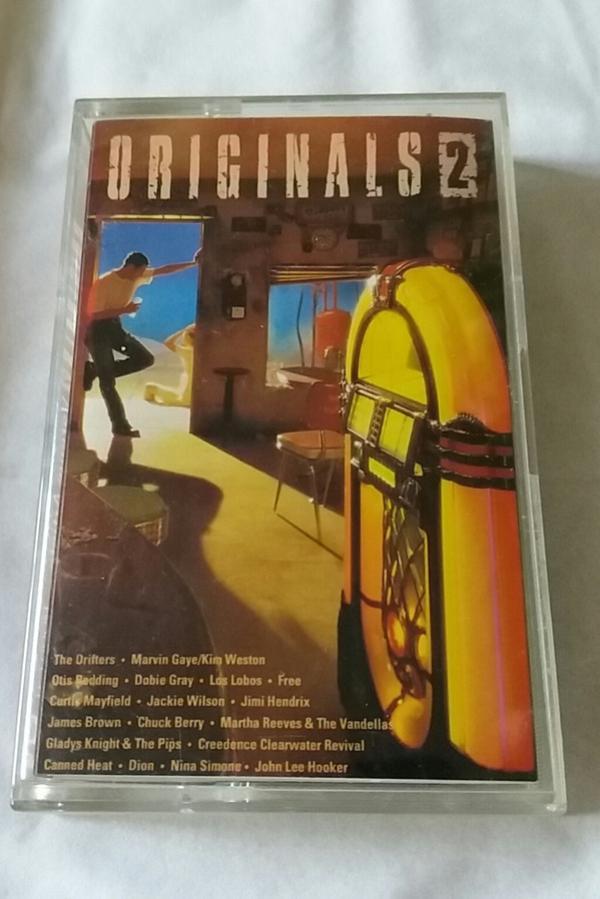 ORIGINALS 2
The Drifters • Marvin Gaye/Kim Weston
Otis Redding • Dobie Gray • Los Lobos • Free
Curtis Mayfield • Jackie Wilson • Jimi Hendrix
James Brown • Chuck Berry • Martha Reeves & The Vandellas
Gladys Knight & The Pips • Creedence Clearwater Revival
Canned Heat • Dion • Nina Simone • John Lee Hooker